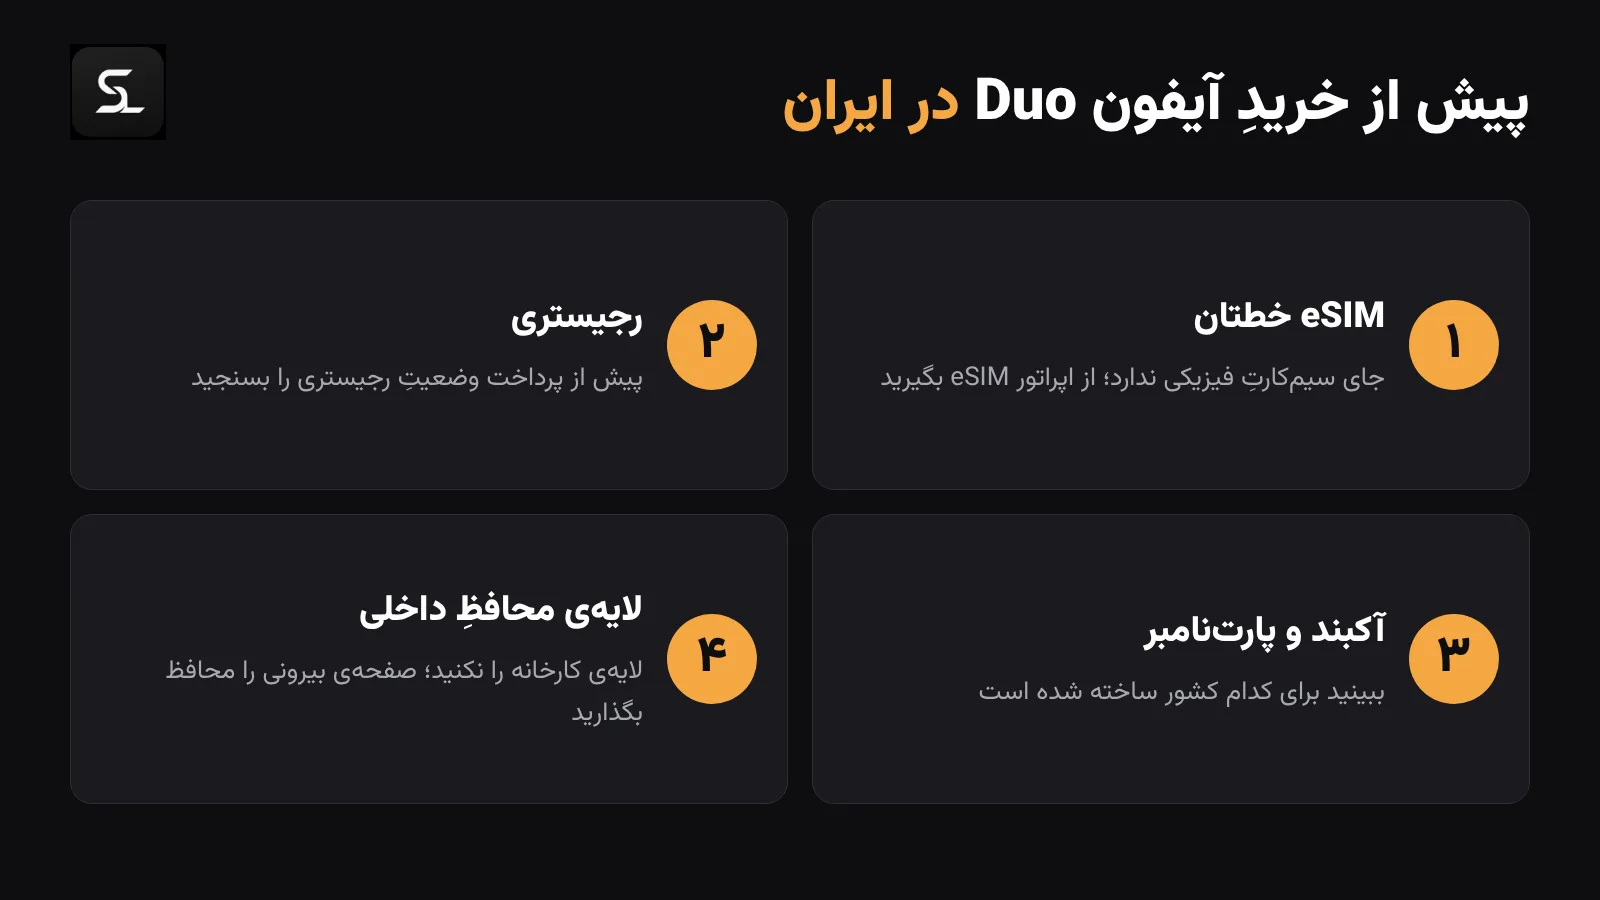 پیش از خریدِ آیفون Duo در ایران
SL
۱
eSIM خطتان
جای سیم‌کارتِ فیزیکی ندارد؛ از اپراتور eSIM بگیرید
۲
رجیستری
پیش از پرداخت وضعیتِ رجیستری را بسنجید
۳
آکبند و پارت‌نامبر
ببینید برای کدام کشور ساخته شده است
۴
لایه‌ی محافظِ داخلی
لایه‌ی کارخانه را نکنید؛ صفحه‌ی بیرونی را محافظ
بگذارید